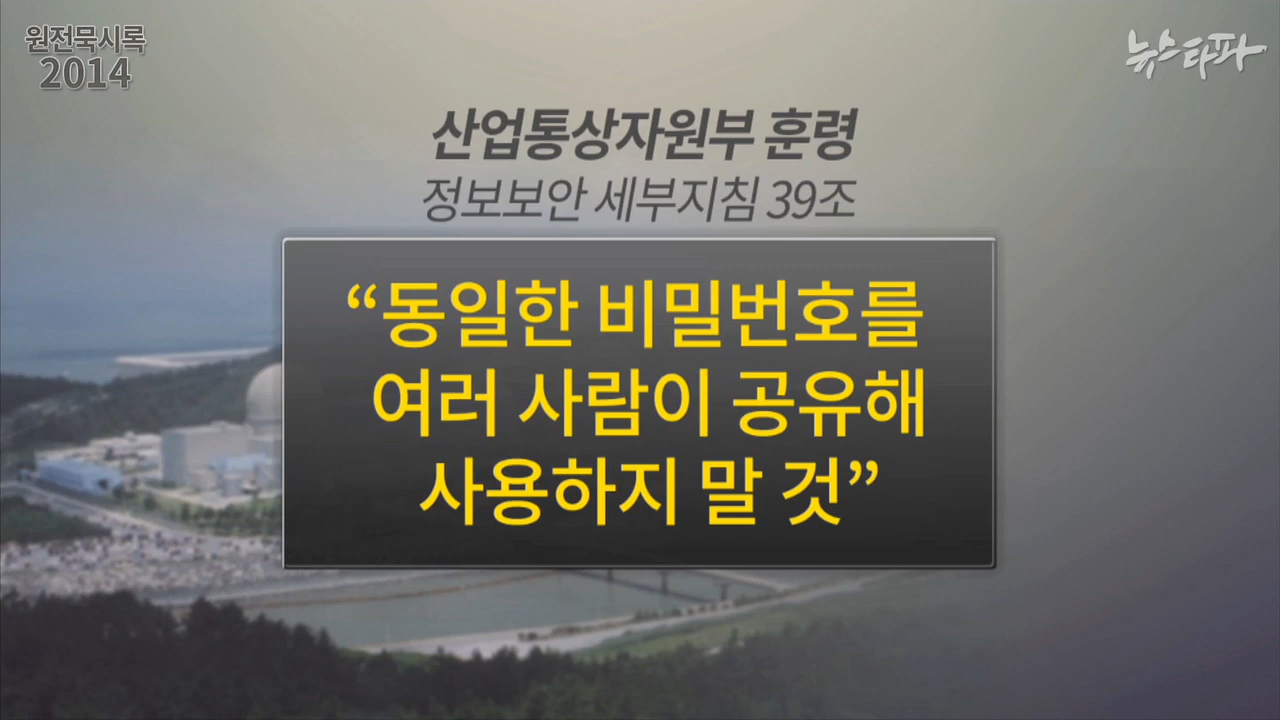 원전묵시록
2014
뉴스타파
산업통상자원부 훈령
정보보안 세부지침 39조
“동일한 비밀번호를
여러 사람이 공유해
사용하지 말 것”